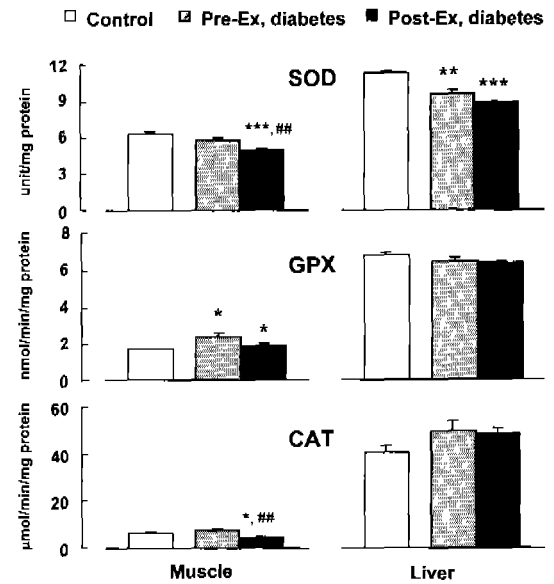 Control Pre-Ex, diabetes Post-Ex, diabetes
unit/mg protein
12
9
6
3
0
SOD
***, ##
**
***
nmol/min/mg protein
8
6
4
2
0
GPX
*
*
μmol/min/mg protein
60
40
20
0
CAT
*, ##
Muscle
Liver